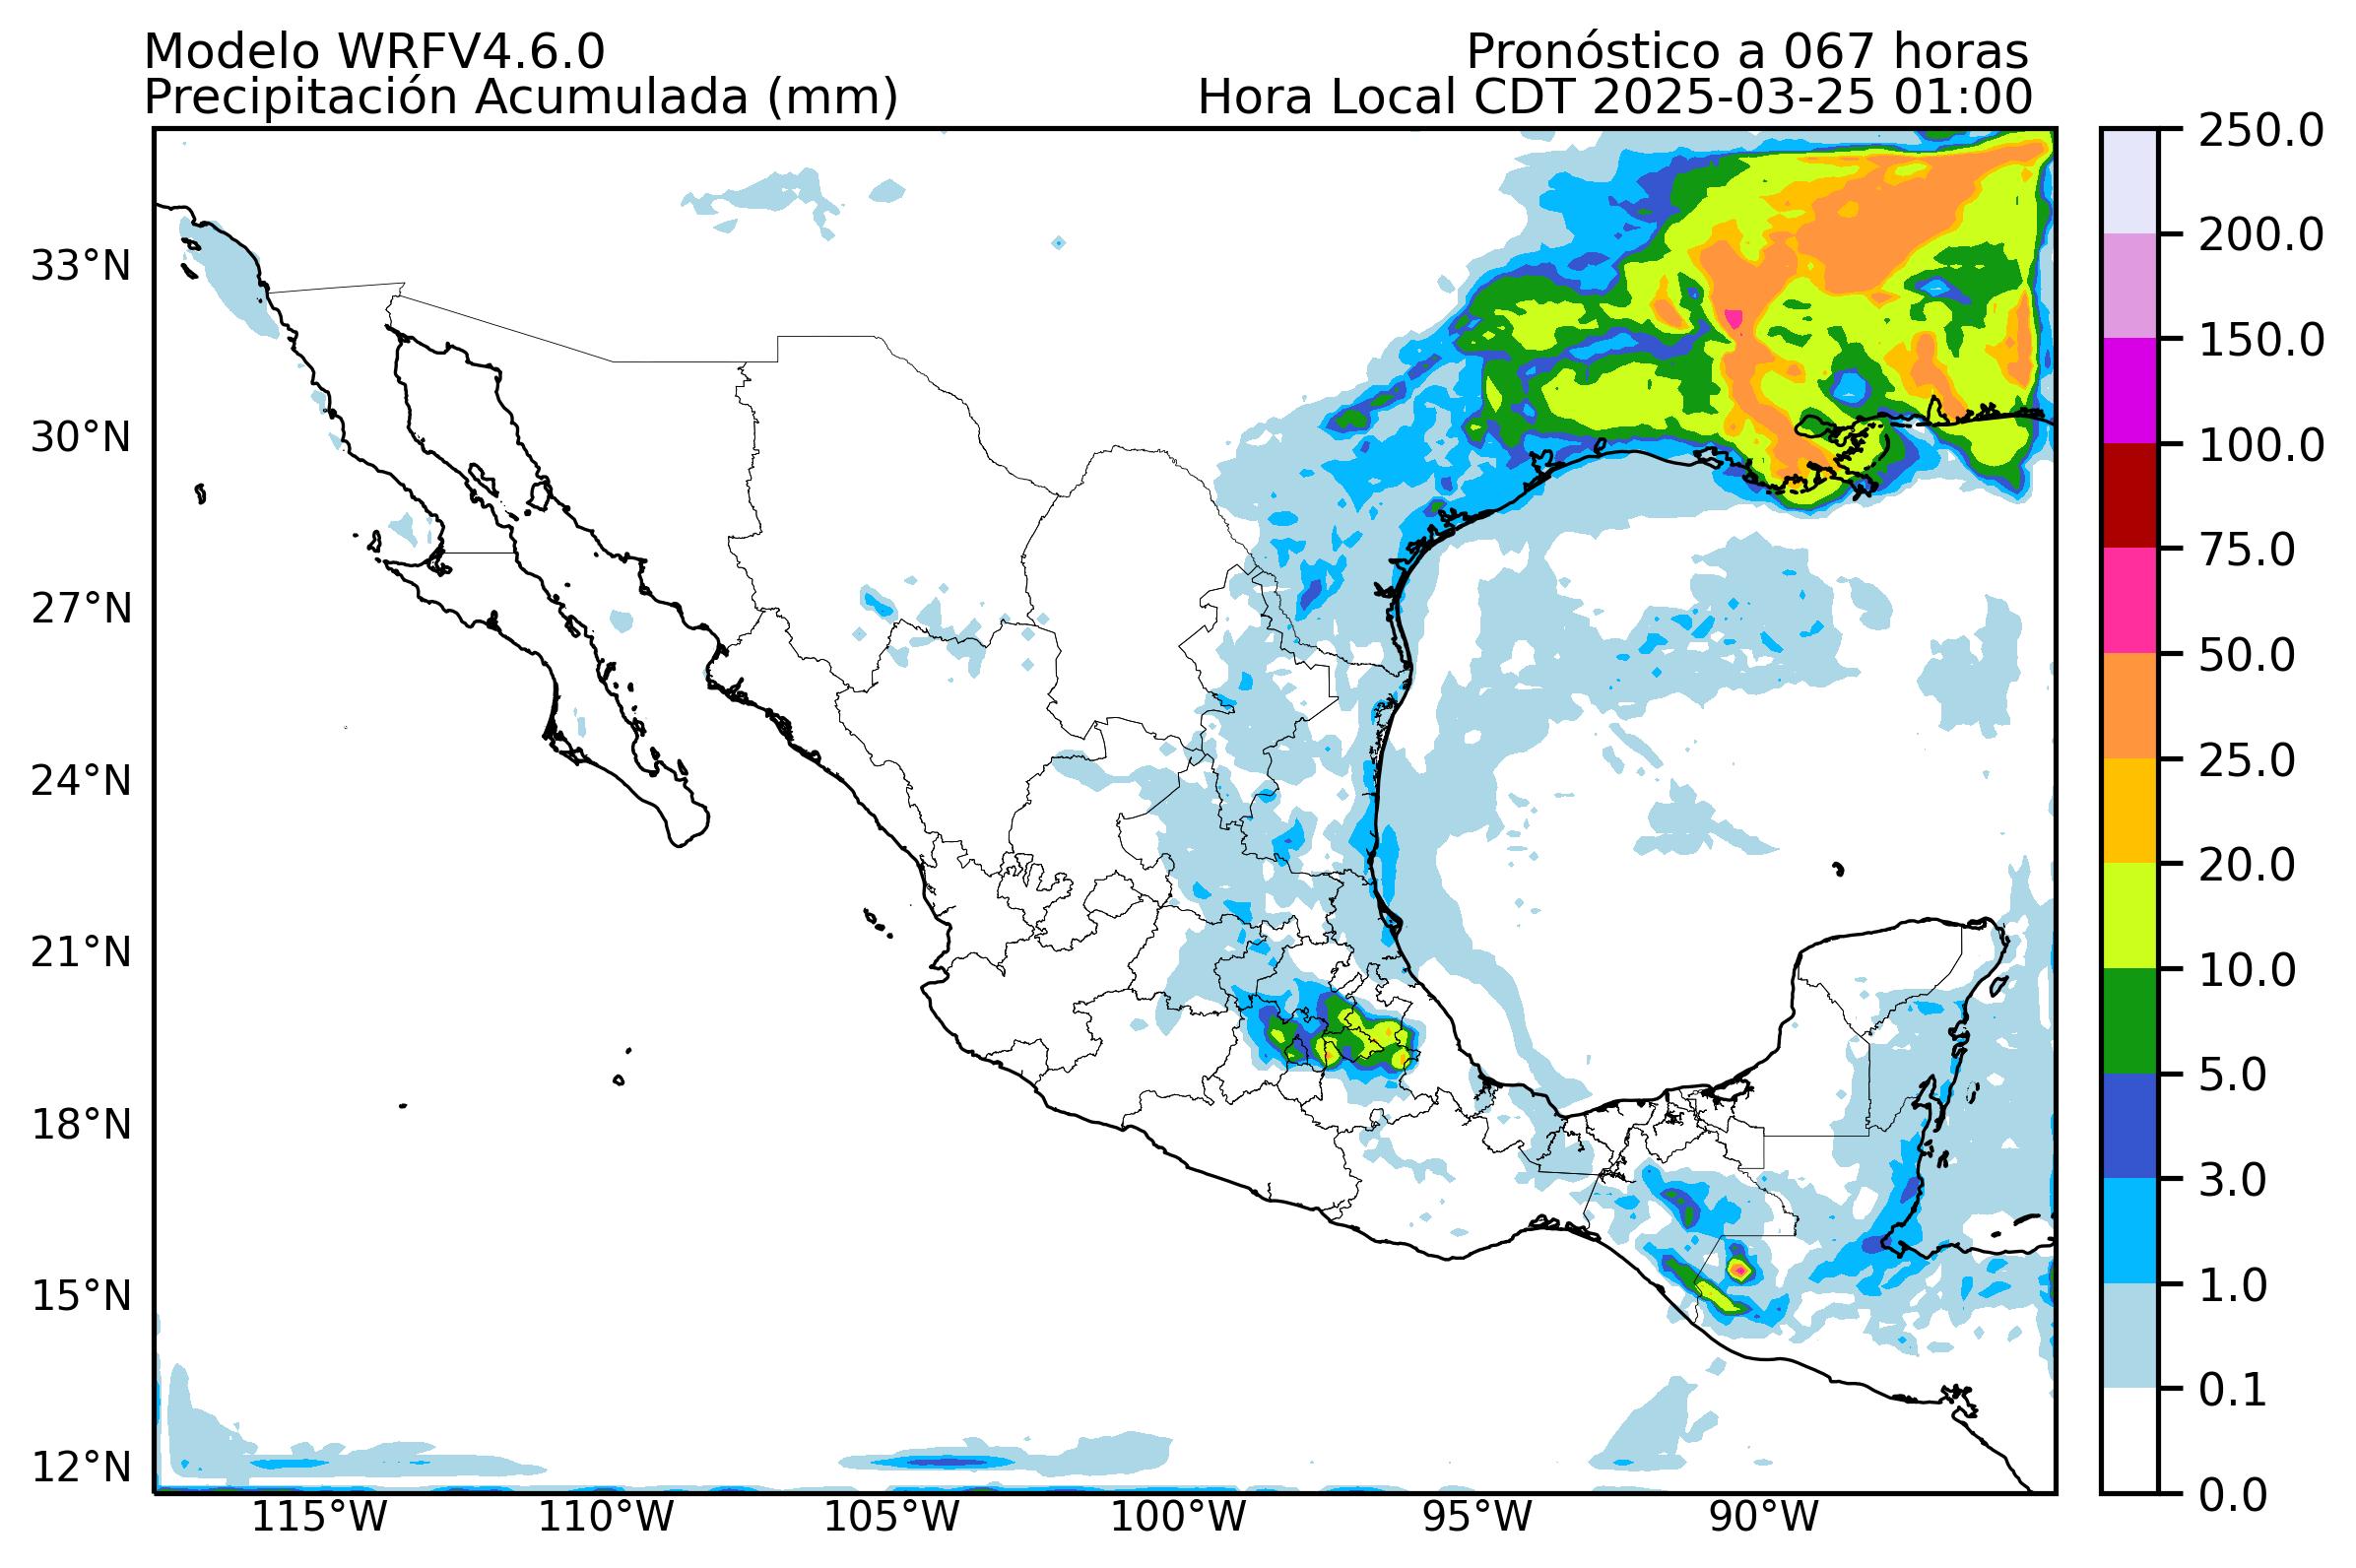 Modelo WRFV4.6.0
Pronóstico a 067 horas
Precipitación Acumulada (mm)
Hora Local CDT 2025-03-25 01:00
33°N
30°N
27°N
24°N
21°N
18°N
15°N
12°N
115°W
110°W
105°W
100°W
95°W
90°W
250.0
200.0
150.0
100.0
75.0
50.0
25.0
20.0
10.0
5.0
3.0
1.0
0.1
0.0